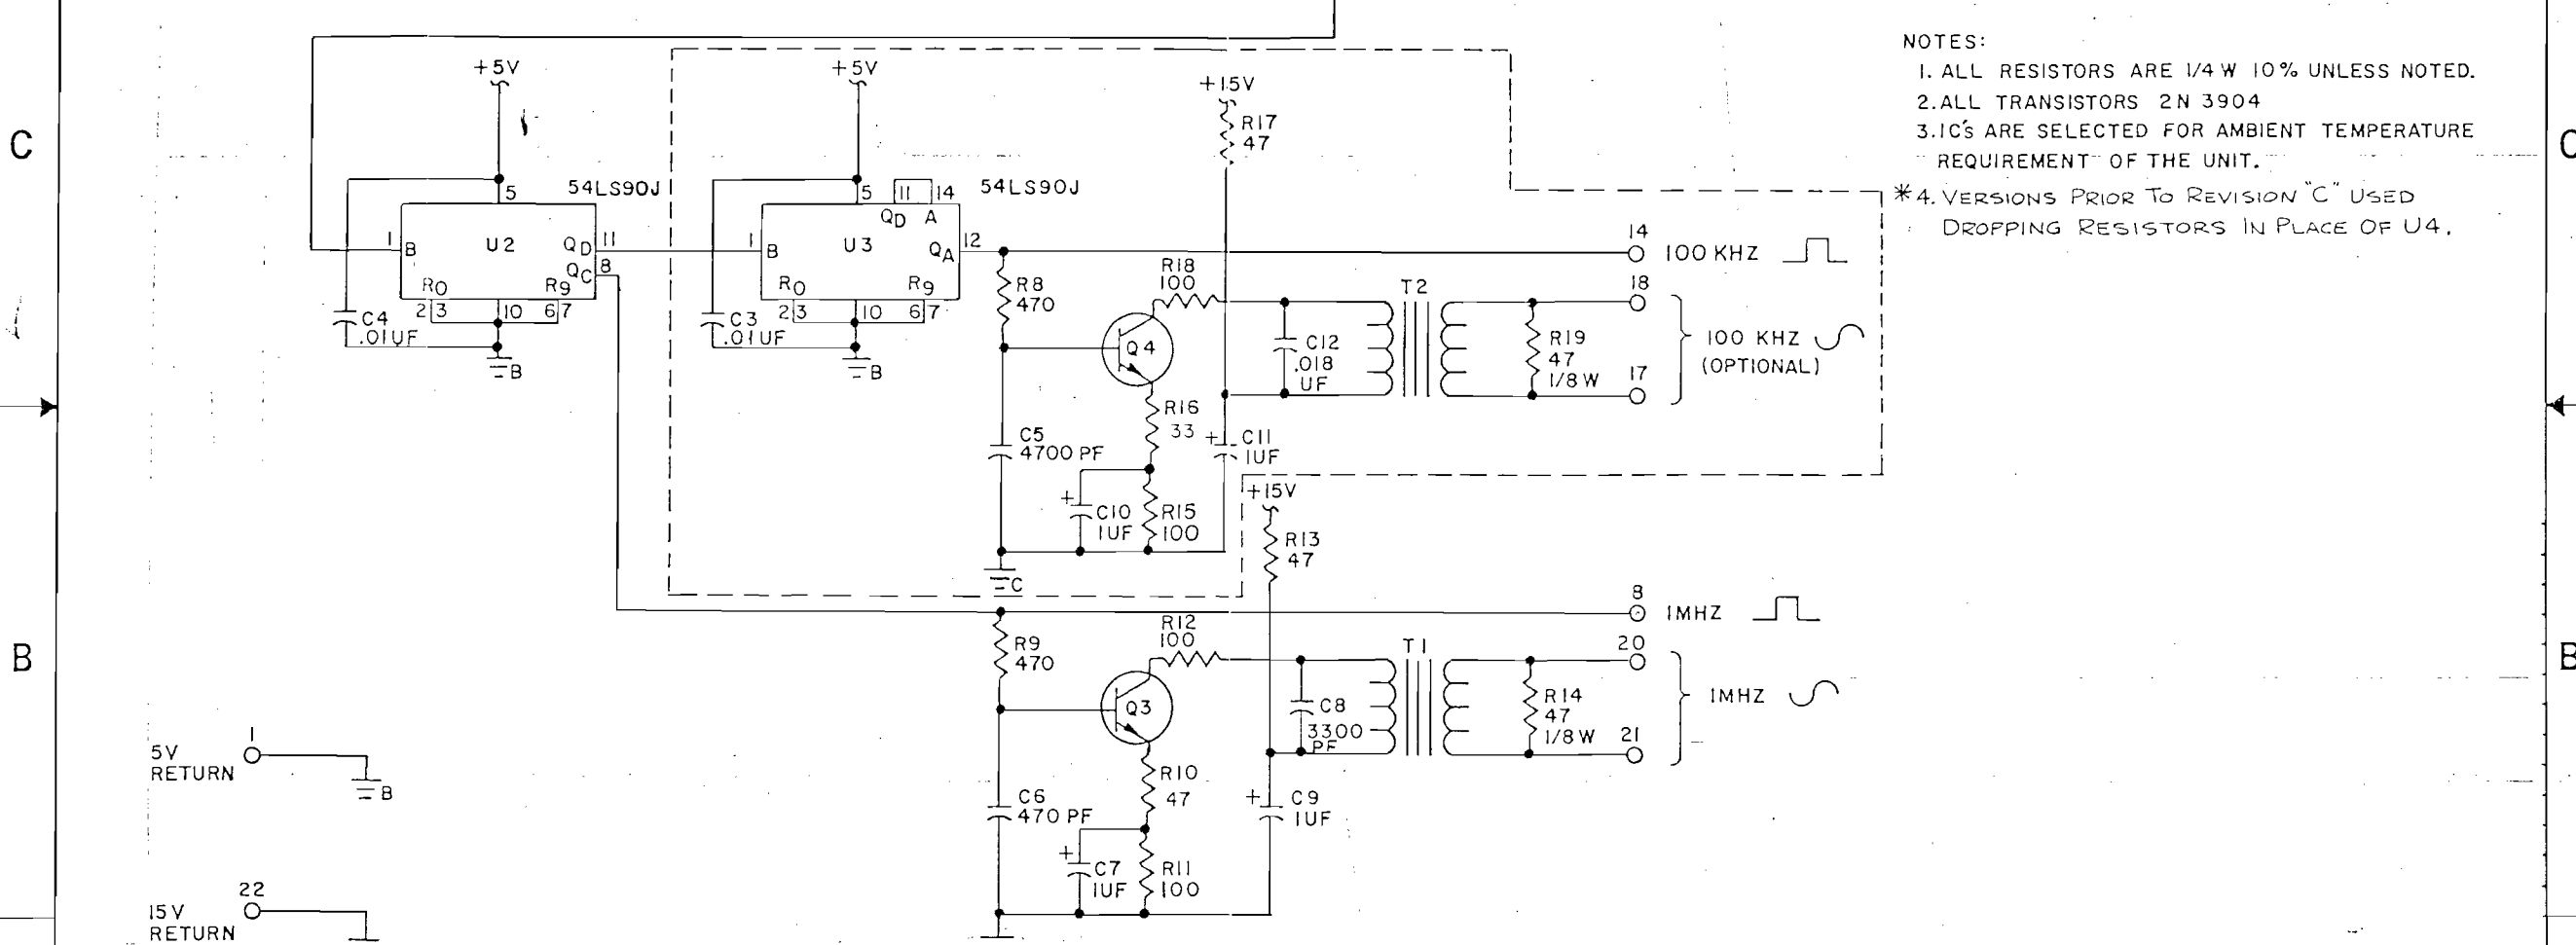 NOTES:
1. ALL RESISTORS ARE 1/4 W 10% UNLESS NOTED.
2. ALL TRANSISTORS 2N 3904
3. IC's ARE SELECTED FOR AMBIENT TEMPERATURE
REQUIREMENT OF THE UNIT.
*4. VERSIONS PRIOR TO REVISION "C" USED
DROPPING RESISTORS IN PLACE OF U4.
C
C
B
B
+5V
5
54LS90J
1
B
U2
QD
11
QC
8
R0
R9
2
3
10
6
7
C4
.01UF
B
+5V
5
11
14
54LS90J
QD
A
1
B
U3
QA
12
R0
R9
2
3
10
6
7
C3
.01UF
B
+15V
R17
47
R8
470
R18
100
Q4
R16
33
C5
4700 PF
C10
1UF
+
R15
100
C
+
C11
1UF
C12
.018
UF
T2
R19
47
1/8 W
14
100 KHZ
18
17
100 KHZ
(OPTIONAL)
+15V
R13
47
8
1MHZ
R9
470
R12
100
Q3
R10
47
C6
470 PF
+
C7
1UF
R11
100
+
C9
1UF
C8
3300
PF
T1
R14
47
1/8 W
20
21
1MHZ
5V
RETURN
1
B
15V
RETURN
22